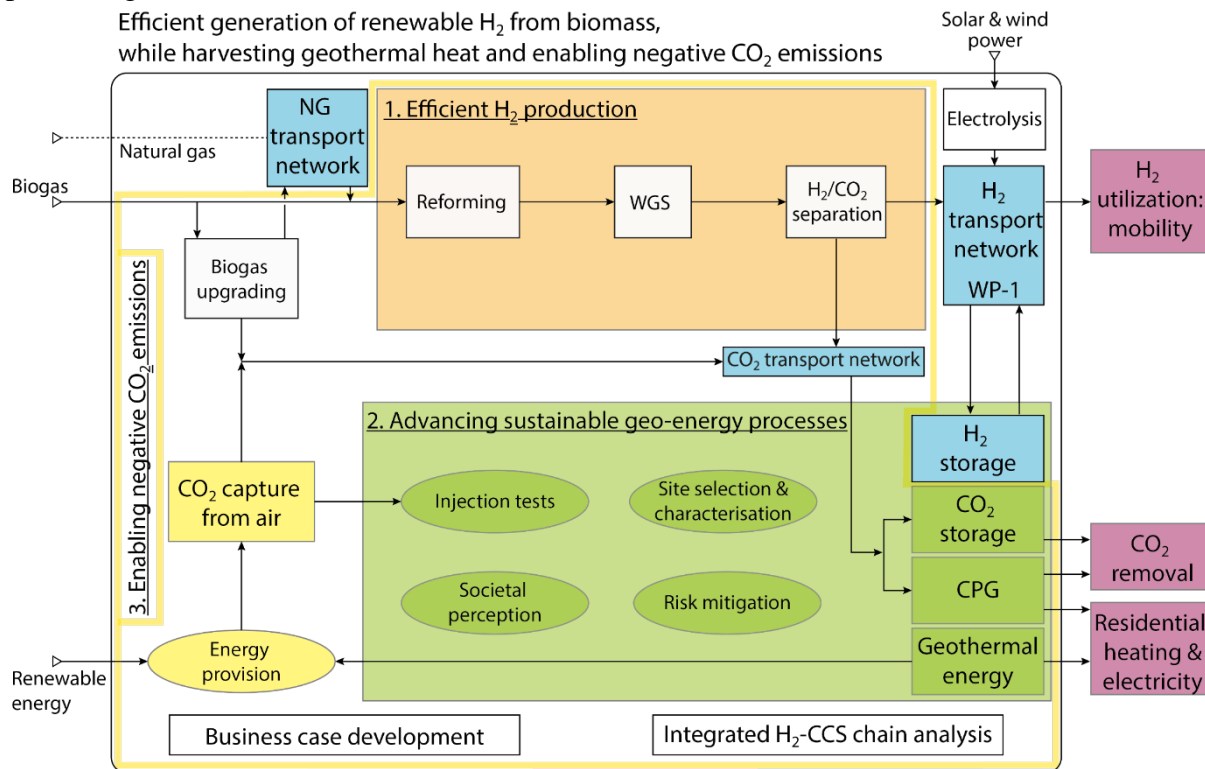 Efficient generation of renewable H₂ from biomass,
while harvesting geothermal heat and enabling negative CO₂ emissions
Solar & wind
power
NG
transport
network
1. Efficient H₂ production
Electrolysis
Natural gas
Biogas
Reforming
WGS
H₂/CO₂
separation
H₂
transport
network
WP-1
H₂
utilization:
mobility
Biogas
upgrading
CO₂ transport network
3. Enabling negative CO₂ emissions
2. Advancing sustainable geo-energy processes
H₂
storage
CO₂ capture
from air
Injection tests
Site selection &
characterisation
CO₂
storage
CO₂
removal
Societal
perception
Risk mitigation
CPG
Residential
heating &
electricity
Energy
provision
Geothermal
energy
Renewable
energy
Business case development
Integrated H₂-CCS chain analysis